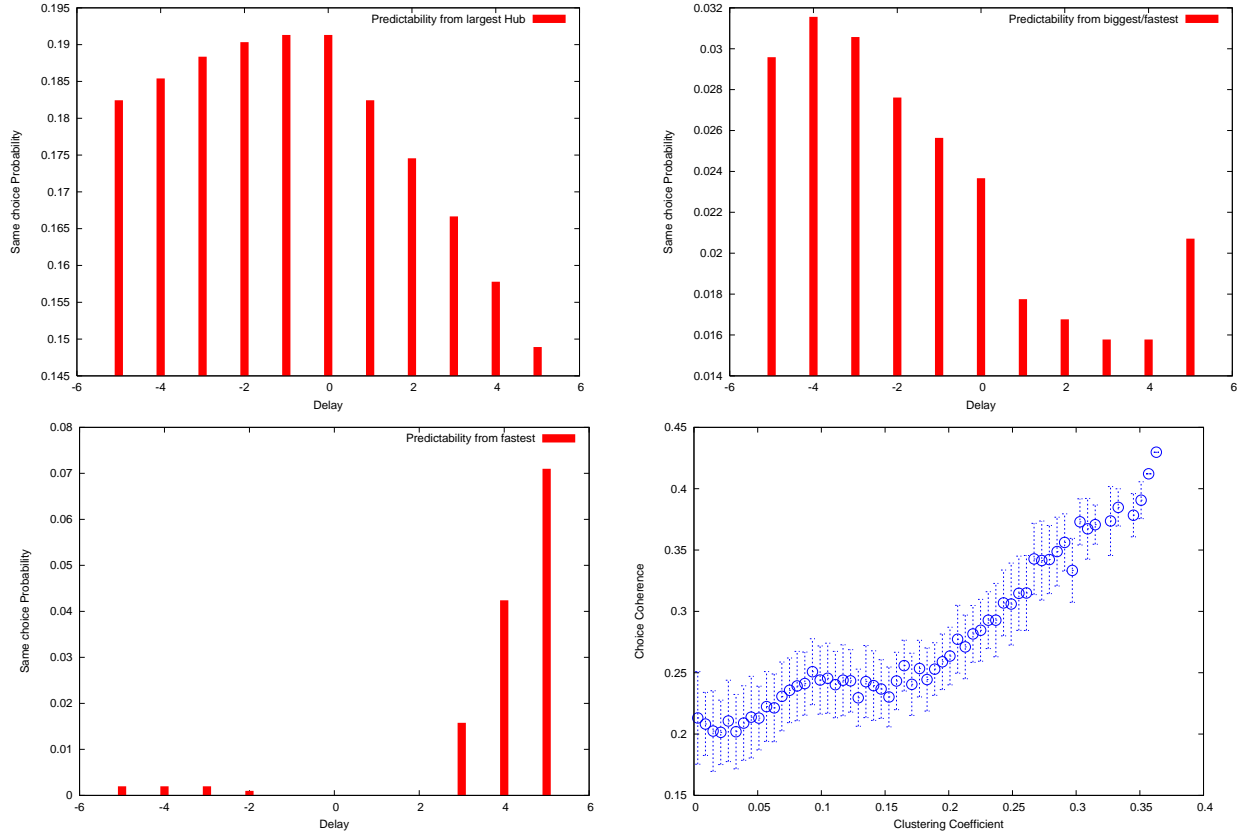 Predictability from largest Hub
Same choice Probability
0.195
0.19
0.185
0.18
0.175
0.17
0.165
0.16
0.155
0.15
0.145
-6 -4 -2 0 2 4 6
Delay
Predictability from biggest/fastest
Same choice Probability
0.032
0.03
0.028
0.026
0.024
0.022
0.02
0.018
0.016
0.014
-6 -4 -2 0 2 4 6
Delay
Predictability from fastest
Same choice Probability
0.08
0.07
0.06
0.05
0.04
0.03
0.02
0.01
0
-6 -4 -2 0 2 4 6
Delay
Choice Coherence
0.45
0.4
0.35
0.3
0.25
0.2
0.15
0 0.05 0.1 0.15 0.2 0.25 0.3 0.35 0.4
Clustering Coefficient